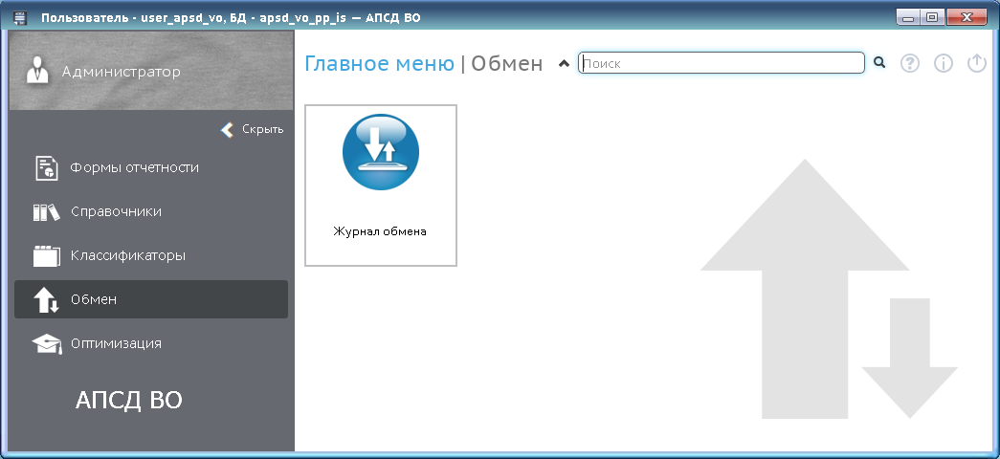 Пользователь - user_apsd_vo, БД - apsd_vo_pp_is — АПСД ВО
Администратор
Главное меню | Обмен
Поиск
Скрыть
Формы отчетности
Справочники
Классификаторы
Обмен
Оптимизация
АПСД ВО
Журнал обмена